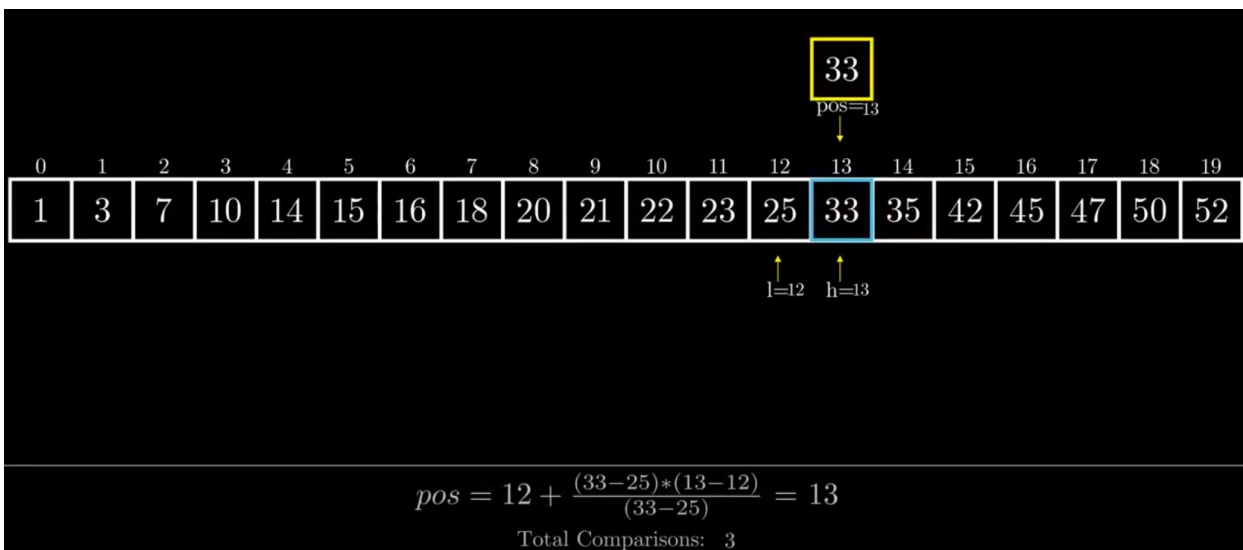 33
pos=13
0 1 2 3 4 5 6 7 8 9 10 11 12 13 14 15 16 17 18 19
1 3 7 10 14 15 16 18 20 21 22 23 25 33 35 42 45 47 50 52
l=12 h=13
pos = 12 + (33−25)∗(13−12)/(33−25) = 13
Total Comparisons: 3